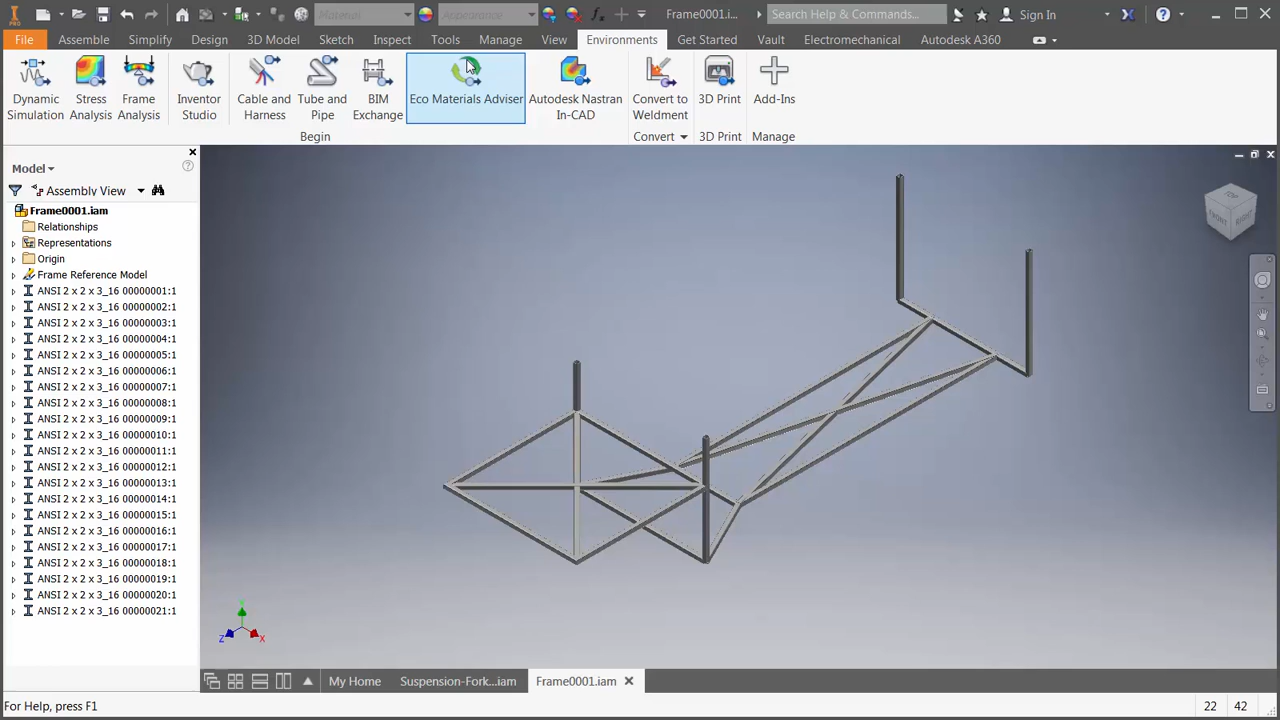 Material
Appearance
Frame0001.i...
Search Help & Commands...
Sign In
File
Assemble
Simplify
Design
3D Model
Sketch
Inspect
Tools
Manage
View
Environments
Get Started
Vault
Electromechanical
Autodesk A360
Dynamic
Simulation
Stress
Analysis
Frame
Analysis
Inventor
Studio
Cable and
Harness
Tube and
Pipe
BIM
Exchange
Eco Materials Adviser
Autodesk Nastran
In-CAD
Convert to
Weldment
3D Print
Add-Ins
Begin
Convert
3D Print
Manage
Model
Assembly View
Frame0001.iam
Relationships
Representations
Origin
Frame Reference Model
ANSI 2 x 2 x 3_16 00000001:1
ANSI 2 x 2 x 3_16 00000002:1
ANSI 2 x 2 x 3_16 00000003:1
ANSI 2 x 2 x 3_16 00000004:1
ANSI 2 x 2 x 3_16 00000005:1
ANSI 2 x 2 x 3_16 00000006:1
ANSI 2 x 2 x 3_16 00000007:1
ANSI 2 x 2 x 3_16 00000008:1
ANSI 2 x 2 x 3_16 00000009:1
ANSI 2 x 2 x 3_16 00000010:1
ANSI 2 x 2 x 3_16 00000011:1
ANSI 2 x 2 x 3_16 00000012:1
ANSI 2 x 2 x 3_16 00000013:1
ANSI 2 x 2 x 3_16 00000014:1
ANSI 2 x 2 x 3_16 00000015:1
ANSI 2 x 2 x 3_16 00000016:1
ANSI 2 x 2 x 3_16 00000017:1
ANSI 2 x 2 x 3_16 00000018:1
ANSI 2 x 2 x 3_16 00000019:1
ANSI 2 x 2 x 3_16 00000020:1
ANSI 2 x 2 x 3_16 00000021:1
TOP
FRONT
RIGHT
Z
X
My Home
Suspension-Fork...iam
Frame0001.iam
For Help, press F1
22
42